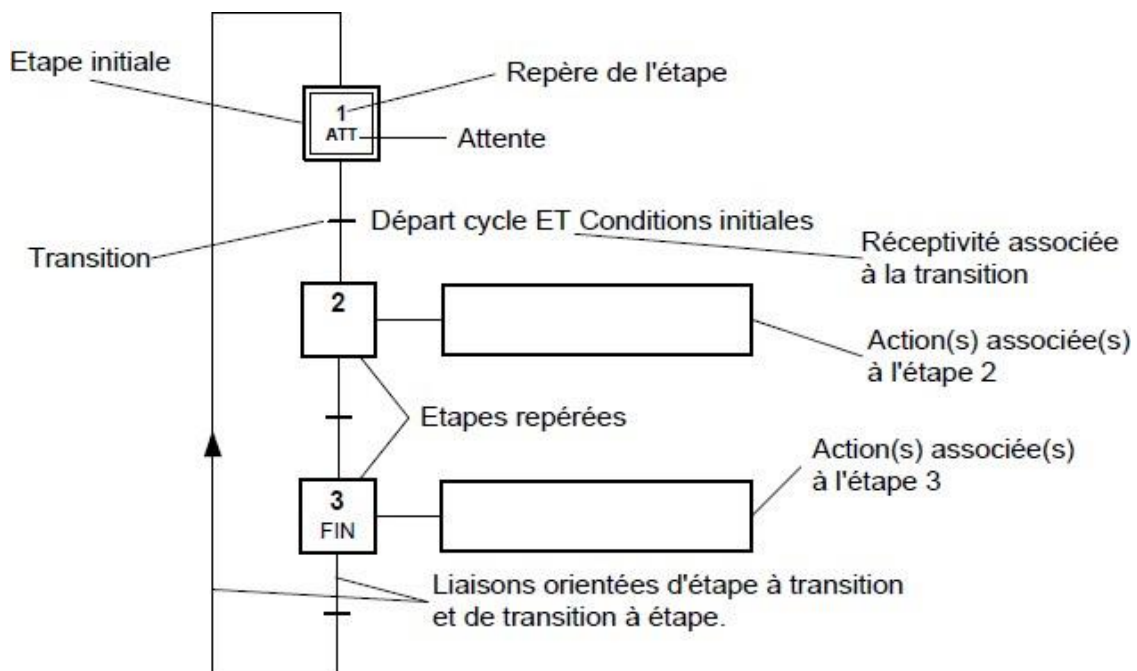 Etape initiale
Repère de l'étape
1
ATT
Attente
Départ cycle ET Conditions initiales
Transition
Réceptivité associée
à la transition
2
Action(s) associée(s)
à l'étape 2
Etapes repérées
Action(s) associée(s)
à l'étape 3
3
FIN
Liaisons orientées d'étape à transition
et de transition à étape.